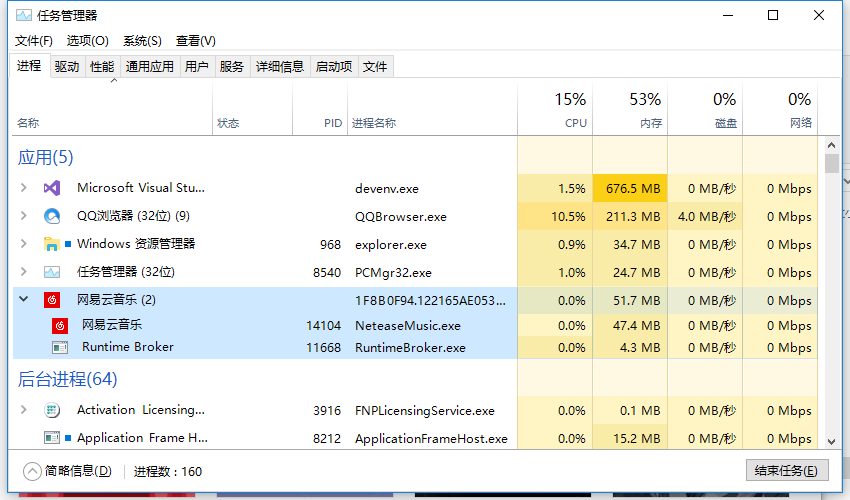 任务管理器
文件(F) 选项(O) 系统(S) 查看(V)
进程 驱动 性能 通用应用 用户 服务 详细信息 启动项 文件
15% 53% 0% 0%
名称 状态 PID 进程名称 CPU 内存 磁盘 网络
应用(5)
Microsoft Visual Stu... devenv.exe 1.5% 676.5 MB 0 MB/秒 0 Mbps
QQ浏览器 (32位) (9) QQBrowser.exe 10.5% 211.3 MB 4.0 MB/秒 0 Mbps
Windows 资源管理器 968 explorer.exe 0.9% 34.7 MB 0 MB/秒 0 Mbps
任务管理器 (32位) 8540 PCMgr32.exe 1.0% 24.7 MB 0 MB/秒 0 Mbps
网易云音乐 (2) 1F8B0F94.122165AE053... 0.0% 51.7 MB 0 MB/秒 0 Mbps
网易云音乐 14104 NeteaseMusic.exe 0.0% 47.4 MB 0 MB/秒 0 Mbps
Runtime Broker 11668 RuntimeBroker.exe 0.0% 4.3 MB 0 MB/秒 0 Mbps
后台进程(64)
Activation Licensing... 3916 FNPLicensingService.exe 0.0% 0.1 MB 0 MB/秒 0 Mbps
Application Frame H... 8212 ApplicationFrameHost.exe 0.0% 15.2 MB 0 MB/秒 0 Mbps
简略信息(D) 进程数 : 160 结束任务(E)